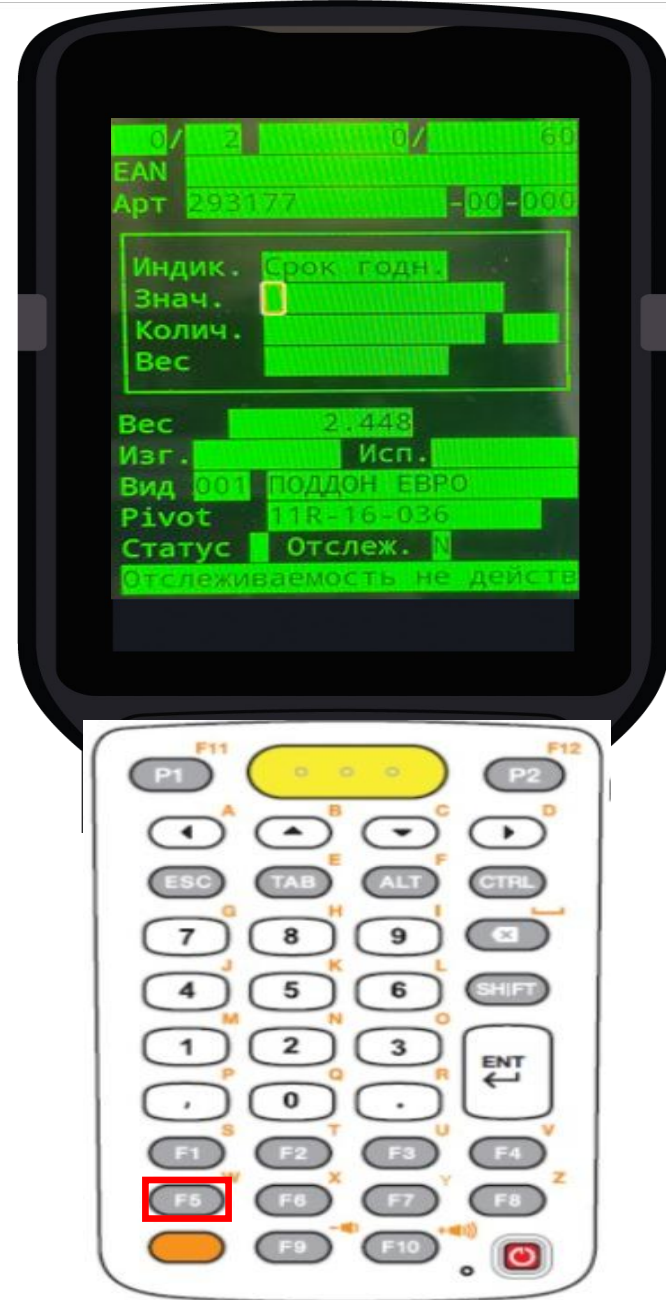 0/ 2 0/ 60
EAN
Арт 293177 -00-000
Индик. Срок годн.
Знач.
Колич.
Вес
Вес 2.448
Изг. Исп.
Вид 001 ПОДДОН ЕВРО
Pivot 11R-16-036
Статус Отслеж. N
Отслеживаемость не действ
F11 F12
P1 P2
A B C D
E F
ESC TAB ALT CTRL
G H I
7 8 9
J K L
4 5 6 SHIFT
M N O
1 2 3 ENT
P Q R
, 0 .
S T U V
F1 F2 F3 F4
W X Y Z
F5 F6 F7 F8
F9 F10